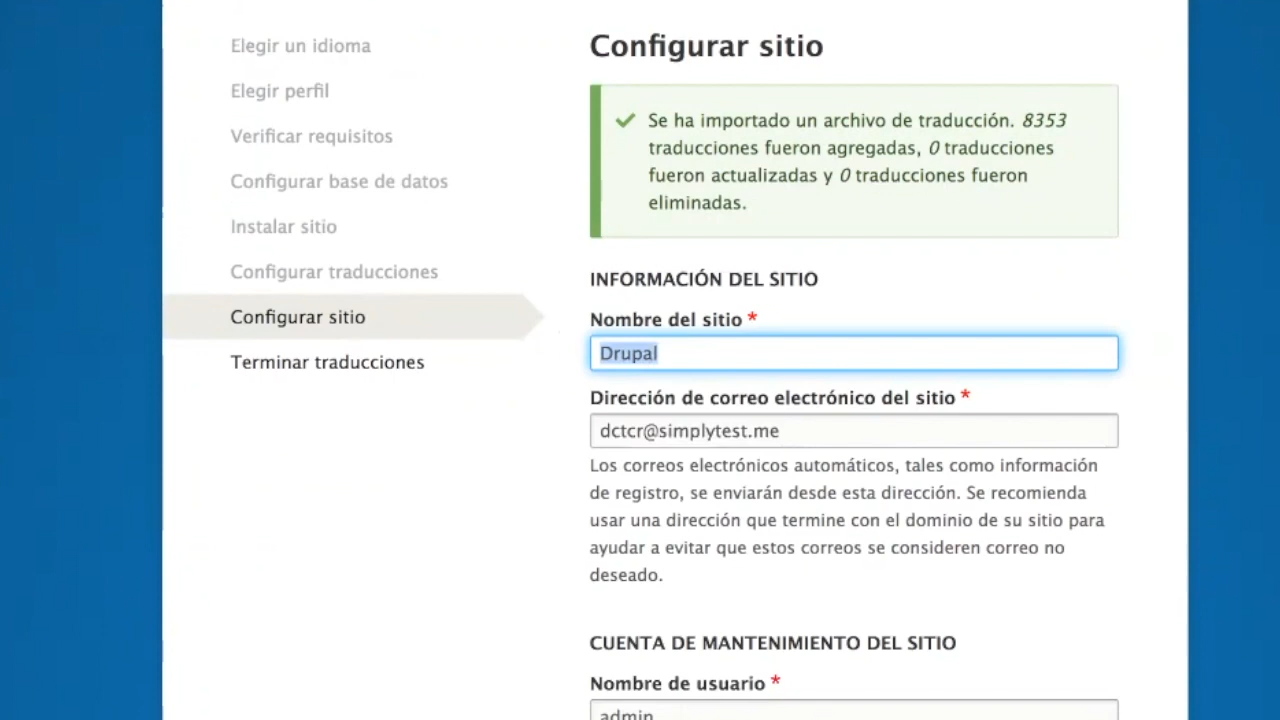 Elegir un idioma
Elegir perfil
Verificar requisitos
Configurar base de datos
Instalar sitio
Configurar traducciones
Configurar sitio
Terminar traducciones
Configurar sitio
Se ha importado un archivo de traducción. 8353
traducciones fueron agregadas, 0 traducciones
fueron actualizadas y 0 traducciones fueron
eliminadas.
INFORMACIÓN DEL SITIO
Nombre del sitio *
Drupal
Dirección de correo electrónico del sitio *
dctcr@simplytest.me
Los correos electrónicos automáticos, tales como información
de registro, se enviarán desde esta dirección. Se recomienda
usar una dirección que termine con el dominio de su sitio para
ayudar a evitar que estos correos se consideren correo no
deseado.
CUENTA DE MANTENIMIENTO DEL SITIO
Nombre de usuario *
admin